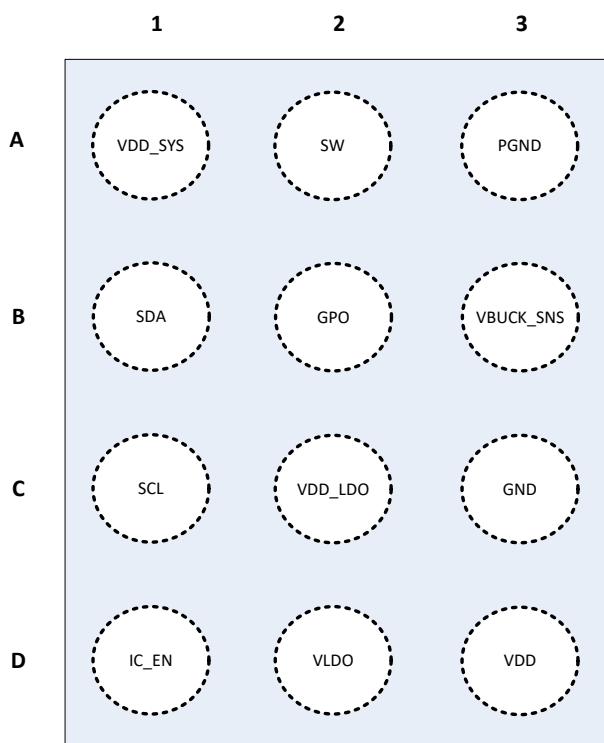 1 2 3
A VDD_SYS SW PGND
B SDA GPO VBUCK_SNS
C SCL VDD_LDO GND
D IC_EN VLDO VDD